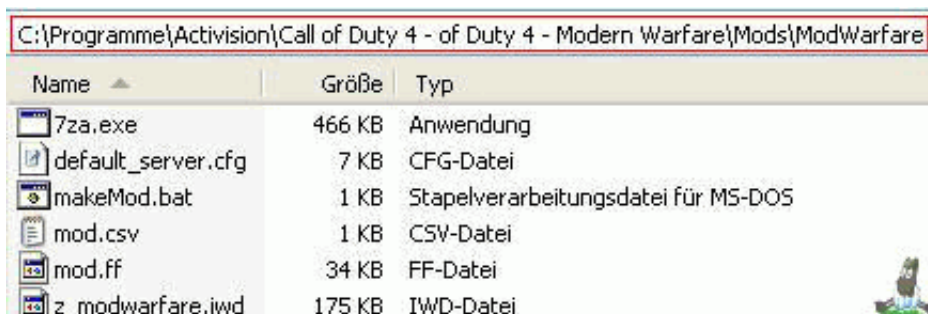 C:\Programme\Activision\Call of Duty 4 - of Duty 4 - Modern Warfare\Mods\ModWarfare
Name Größe Typ
7za.exe 466 KB Anwendung
default_server.cfg 7 KB CFG-Datei
makeMod.bat 1 KB Stapelverarbeitungsdatei für MS-DOS
mod.csv 1 KB CSV-Datei
mod.ff 34 KB FF-Datei
z_modwarfare.iwd 175 KB IWD-Datei